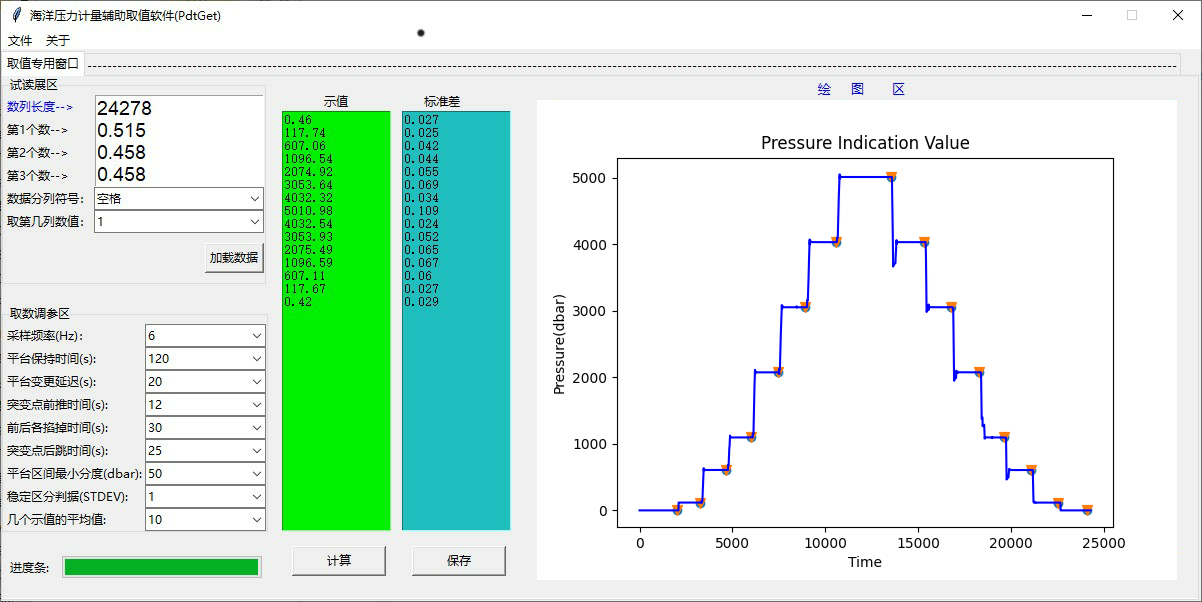 海洋压力计量辅助取值软件(PdtGet)
文件 关于
取值专用窗口
试读展区
数列长度--> 24278
第1个数--> 0.515
第2个数--> 0.458
第3个数--> 0.458
数据分列符号: 空格
取第几列数值: 1
加载数据
取数调参区
采样频率(Hz): 6
平台保持时间(s): 120
平台变更延迟(s): 20
突变点前推时间(s): 12
前后各掐掉时间(s): 30
突变点后跳时间(s): 25
平台区间最小分度(dbar): 50
稳定区分判据(STDEV): 1
几个示值的平均值: 10
进度条:
示值
0.46
117.74
607.06
1096.54
2074.92
3053.64
4032.32
5010.98
4032.54
3053.93
2075.49
1096.59
607.11
117.67
0.42
计算
标准差
0.027
0.025
0.042
0.044
0.055
0.069
0.034
0.109
0.024
0.052
0.065
0.067
0.06
0.027
0.029
保存
绘 图 区
Pressure Indication Value
Pressure(dbar)
5000
4000
3000
2000
1000
0
0 5000 10000 15000 20000 25000
Time